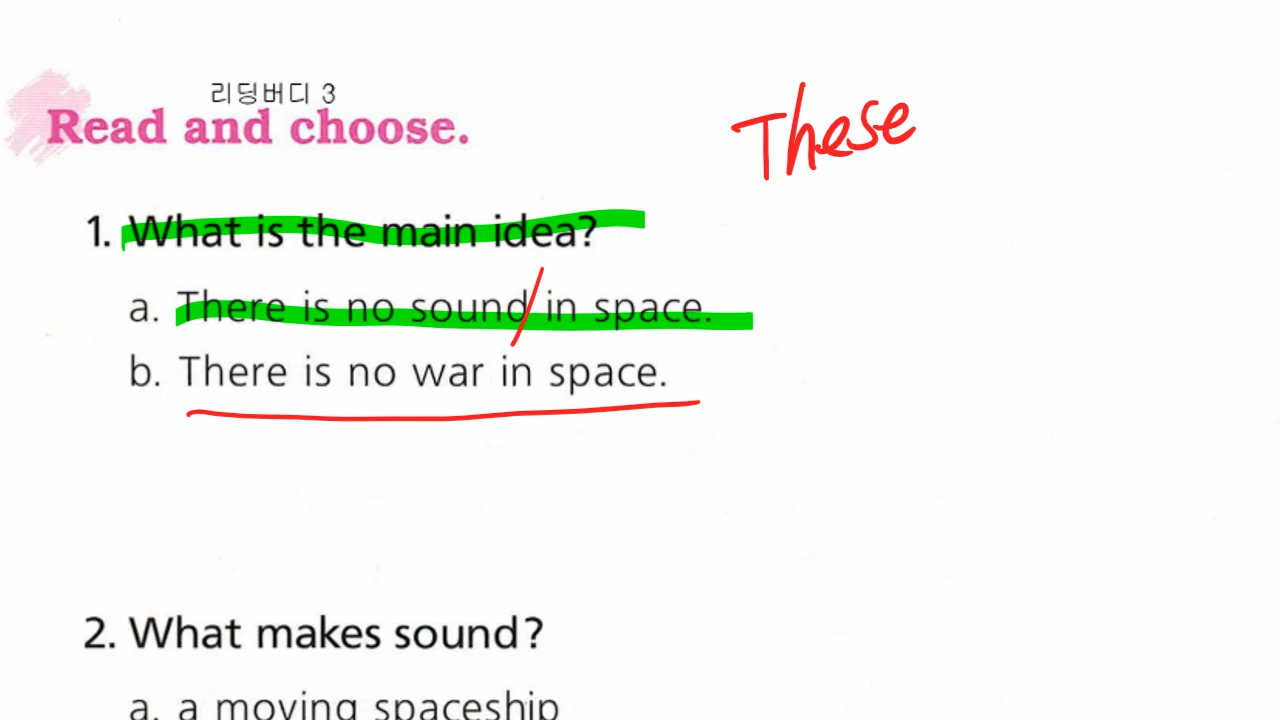 리딩버디 3
Read and choose.
These
1. What is the main idea?
a. There is no sound in space.
b. There is no war in space.
2. What makes sound?
a. a moving spaceship